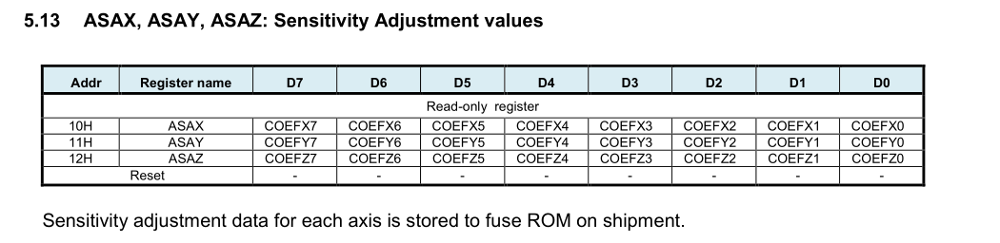 5.13 ASAX, ASAY, ASAZ: Sensitivity Adjustment values
Addr Register name D7 D6 D5 D4 D3 D2 D1 D0
Read-only register
10H ASAX COEFX7 COEFX6 COEFX5 COEFX4 COEFX3 COEFX2 COEFX1 COEFX0
11H ASAY COEFY7 COEFY6 COEFY5 COEFY4 COEFY3 COEFY2 COEFY1 COEFY0
12H ASAZ COEFZ7 COEFZ6 COEFZ5 COEFZ4 COEFZ3 COEFZ2 COEFZ1 COEFZ0
Reset - - - - - - - -
Sensitivity adjustment data for each axis is stored to fuse ROM on shipment.